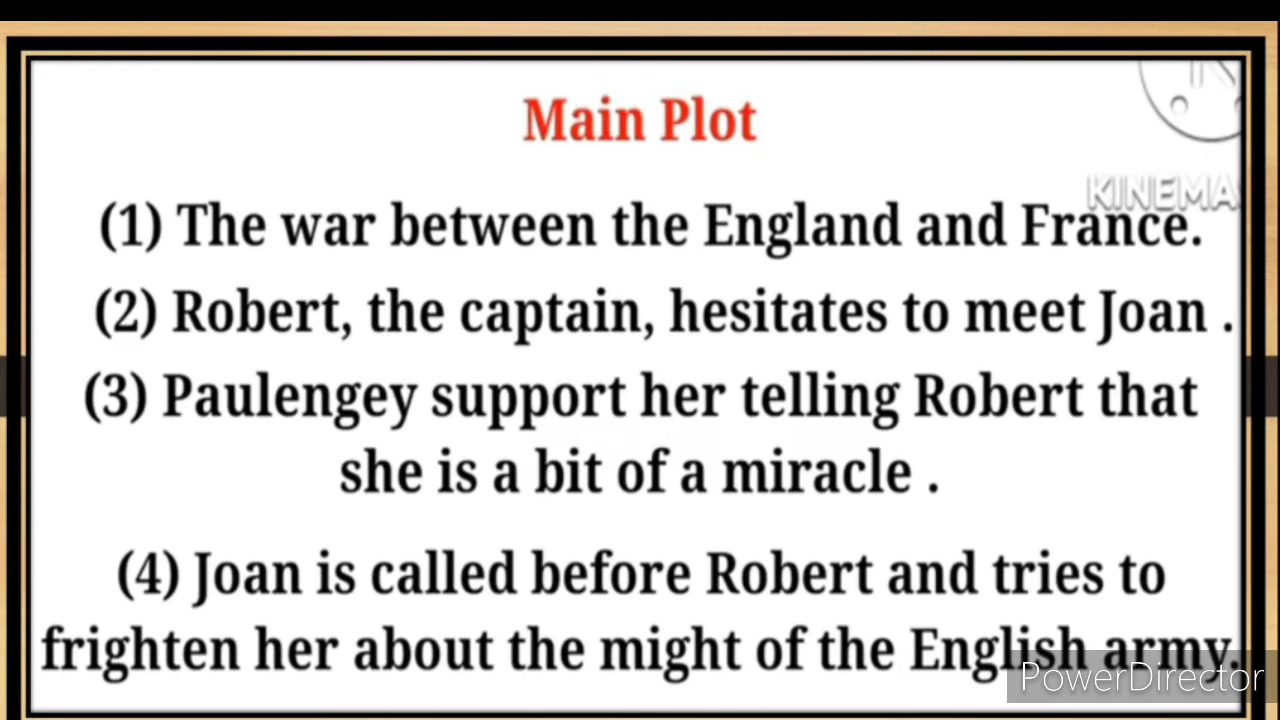 Main Plot
KINEMA
(1) The war between the England and France.
(2) Robert, the captain, hesitates to meet Joan .
(3) Paulengey support her telling Robert that
she is a bit of a miracle .
(4) Joan is called before Robert and tries to
frighten her about the might of the English army.
PowerDirector